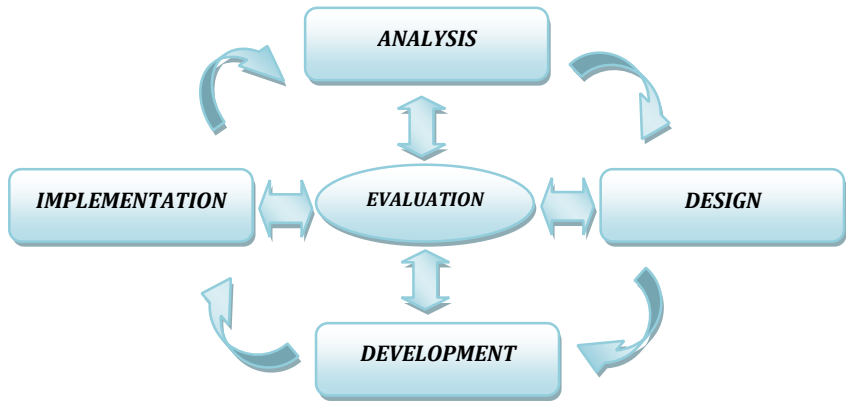 ANALYSIS
IMPLEMENTATION
EVALUATION
DESIGN
DEVELOPMENT